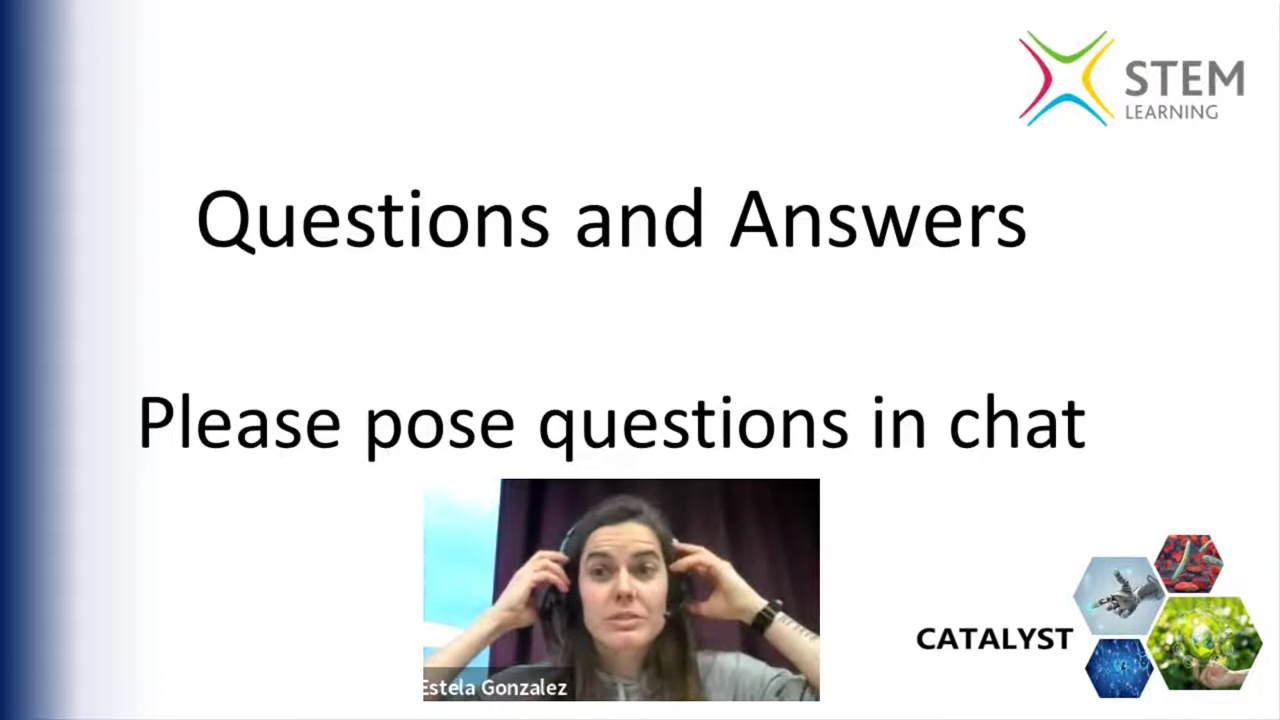 STEM
LEARNING
Questions and Answers
Please pose questions in chat
Estela Gonzalez
CATALYST